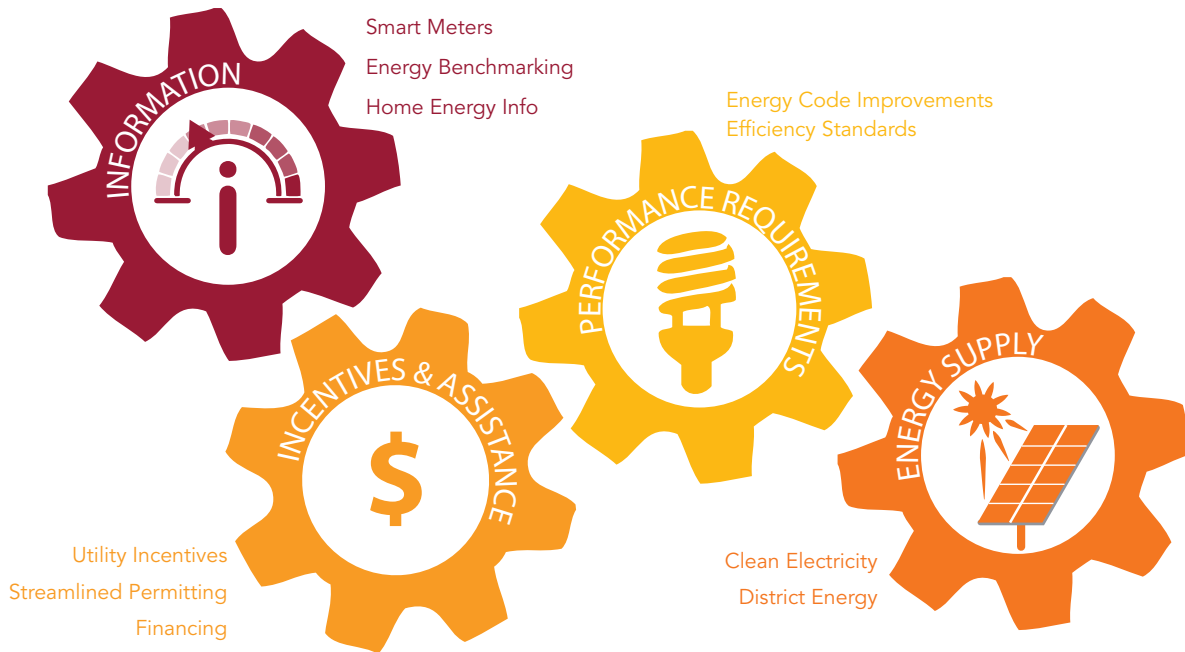 Smart Meters
Energy Benchmarking
Home Energy Info
INFORMATION
i
Energy Code Improvements
Efficiency Standards
PERFORMANCE REQUIREMENTS
INCENTIVES & ASSISTANCE
$
Utility Incentives
Streamlined Permitting
Financing
ENERGY SUPPLY
Clean Electricity
District Energy